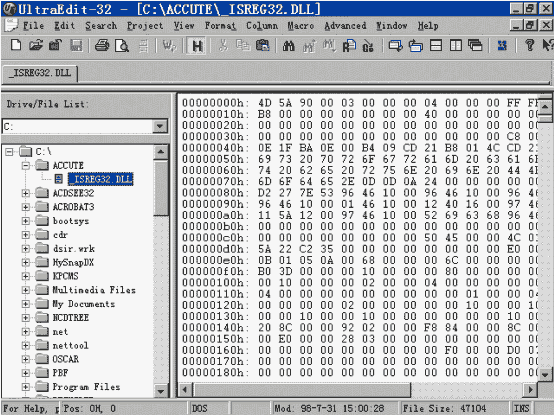 UltraEdit-32 - [C:\ACCUTE\_ISREG32.DLL]
File Edit Search Project View Format Column Macro Advanced Window Help
_ISREG32.DLL
Drive/File List:
C:
C:\
ACCUTE
_ISREG32.DLL
ACDSEE32
ACROBAT3
bootsys
cdr
dsir.wrk
HySnapDX
KPCMS
Multimedia Files
My Documents
NCDTREE
net
nettool
OSCAR
PBF
Program Files
00000000h: 4D 5A 90 00 03 00 00 00 04 00 00 00 FF FF
00000010h: B8 00 00 00 00 00 00 00 40 00 00 00 00 00
00000020h: 00 00 00 00 00 00 00 00 00 00 00 00 00 00
00000030h: 00 00 00 00 00 00 00 00 00 00 00 00 C8 00
00000040h: 0E 1F BA 0E 00 B4 09 CD 21 B8 01 4C CD 21
00000050h: 69 73 20 70 72 6F 67 72 61 6D 20 63 61 6E
00000060h: 74 20 62 65 20 72 75 6E 20 69 6E 20 44 4F
00000070h: 6D 6F 64 65 2E 0D 0D 0A 24 00 00 00 00 00
00000080h: D2 27 7E 53 96 46 10 00 96 46 10 00 96 46
00000090h: 96 46 10 00 01 46 10 00 12 40 16 00 97 46
000000a0h: 11 5A 12 00 97 46 10 00 52 69 63 68 96 46
000000b0h: 00 00 00 00 00 00 00 00 00 00 00 00 00 00
000000c0h: 00 00 00 00 00 00 00 00 50 45 00 00 4C 01
000000d0h: 5A 22 C2 35 00 00 00 00 00 00 00 00 E0 00
000000e0h: 0B 01 05 0A 00 68 00 00 00 6C 00 00 00 00
000000f0h: B0 3D 00 00 00 10 00 00 00 80 00 00 00 00
00000100h: 00 10 00 00 00 02 00 00 04 00 00 00 00 00
00000110h: 04 00 00 00 00 00 00 00 00 00 01 00 00 04
00000120h: 00 00 00 00 02 00 00 00 00 00 10 00 00 10
00000130h: 00 00 10 00 00 10 00 00 00 00 00 00 10 00
00000140h: 20 8C 00 00 92 02 00 00 F8 84 00 00 8C 00
00000150h: 00 E0 00 00 28 03 00 00 00 00 00 00 00 00
00000160h: 00 00 00 00 00 00 00 00 00 F0 00 00 D0 07
00000170h: 00 00 00 00 00 00 00 00 00 00 00 00 00 00
00000180h: 00 00 00 00 00 00 00 00 00 00 00 00 00 00
For Help, Pos: 0H, 0 DOS Mod: 98-7-31 15:00:28 File Size: 47104 INS